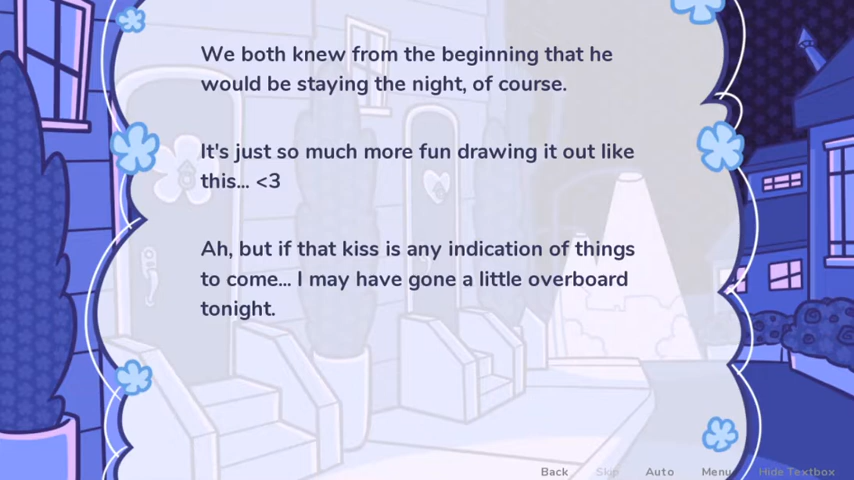 We both knew from the beginning that he
would be staying the night, of course.
It's just so much more fun drawing it out like
this... <3
Ah, but if that kiss is any indication of things
to come... I may have gone a little overboard
tonight.
Back Skip Auto Menu Hide Textbox